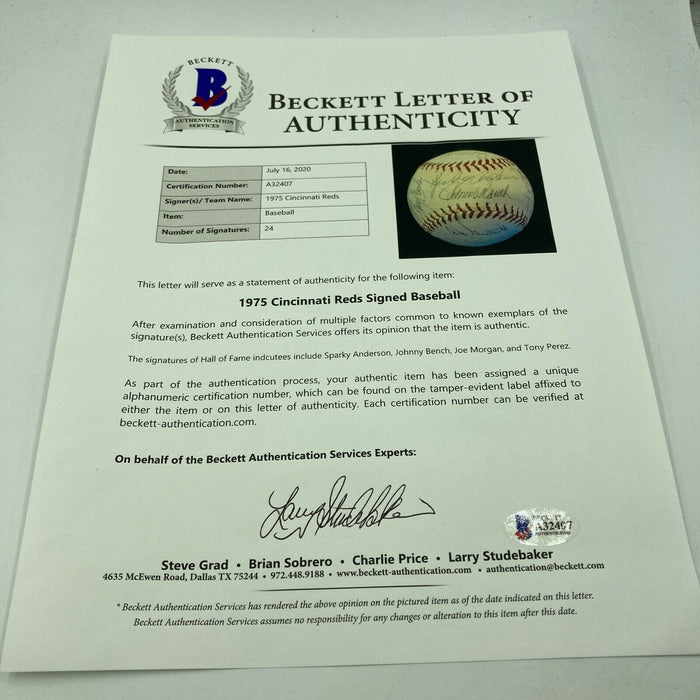 BECKETT
B
AUTHENTICATION
SERVICES
BECKETT LETTER OF
AUTHENTICITY
Date: July 16, 2020
Certification Number: A32407
Signer(s)/ Team Name: 1975 Cincinnati Reds
Item: Baseball
Number of Signatures: 24
This letter will serve as a statement of authenticity for the following item:
1975 Cincinnati Reds Signed Baseball
After examination and consideration of multiple factors common to known exemplars of the
signature(s), Beckett Authentication Services offers its opinion that the item is authentic.
The signatures of Hall of Fame indcutees include Sparky Anderson, Johnny Bench, Joe Morgan, and Tony Perez.
As part of the authentication process, your authentic item has been assigned a unique
alphanumeric certification number, which can be found on the tamper-evident label affixed to
either the item or on this letter of authenticity. Each certification number can be verified at
beckett-authentication.com.
On behalf of the Beckett Authentication Services Experts:
Larry Studebaker
BECKETT
A32407
AUTHENTICATED
Steve Grad • Brian Sobrero • Charlie Price • Larry Studebaker
4635 McEwen Road, Dallas TX 75244 • 972.448.9188 • www.beckett-authentication.com • authentication@beckett.com
* Beckett Authentication Services has rendered the above opinion on the pictured item as of the date indicated on this letter.
Beckett Authentication Services assumes no responsibility for any changes or alteration to this item after this date.